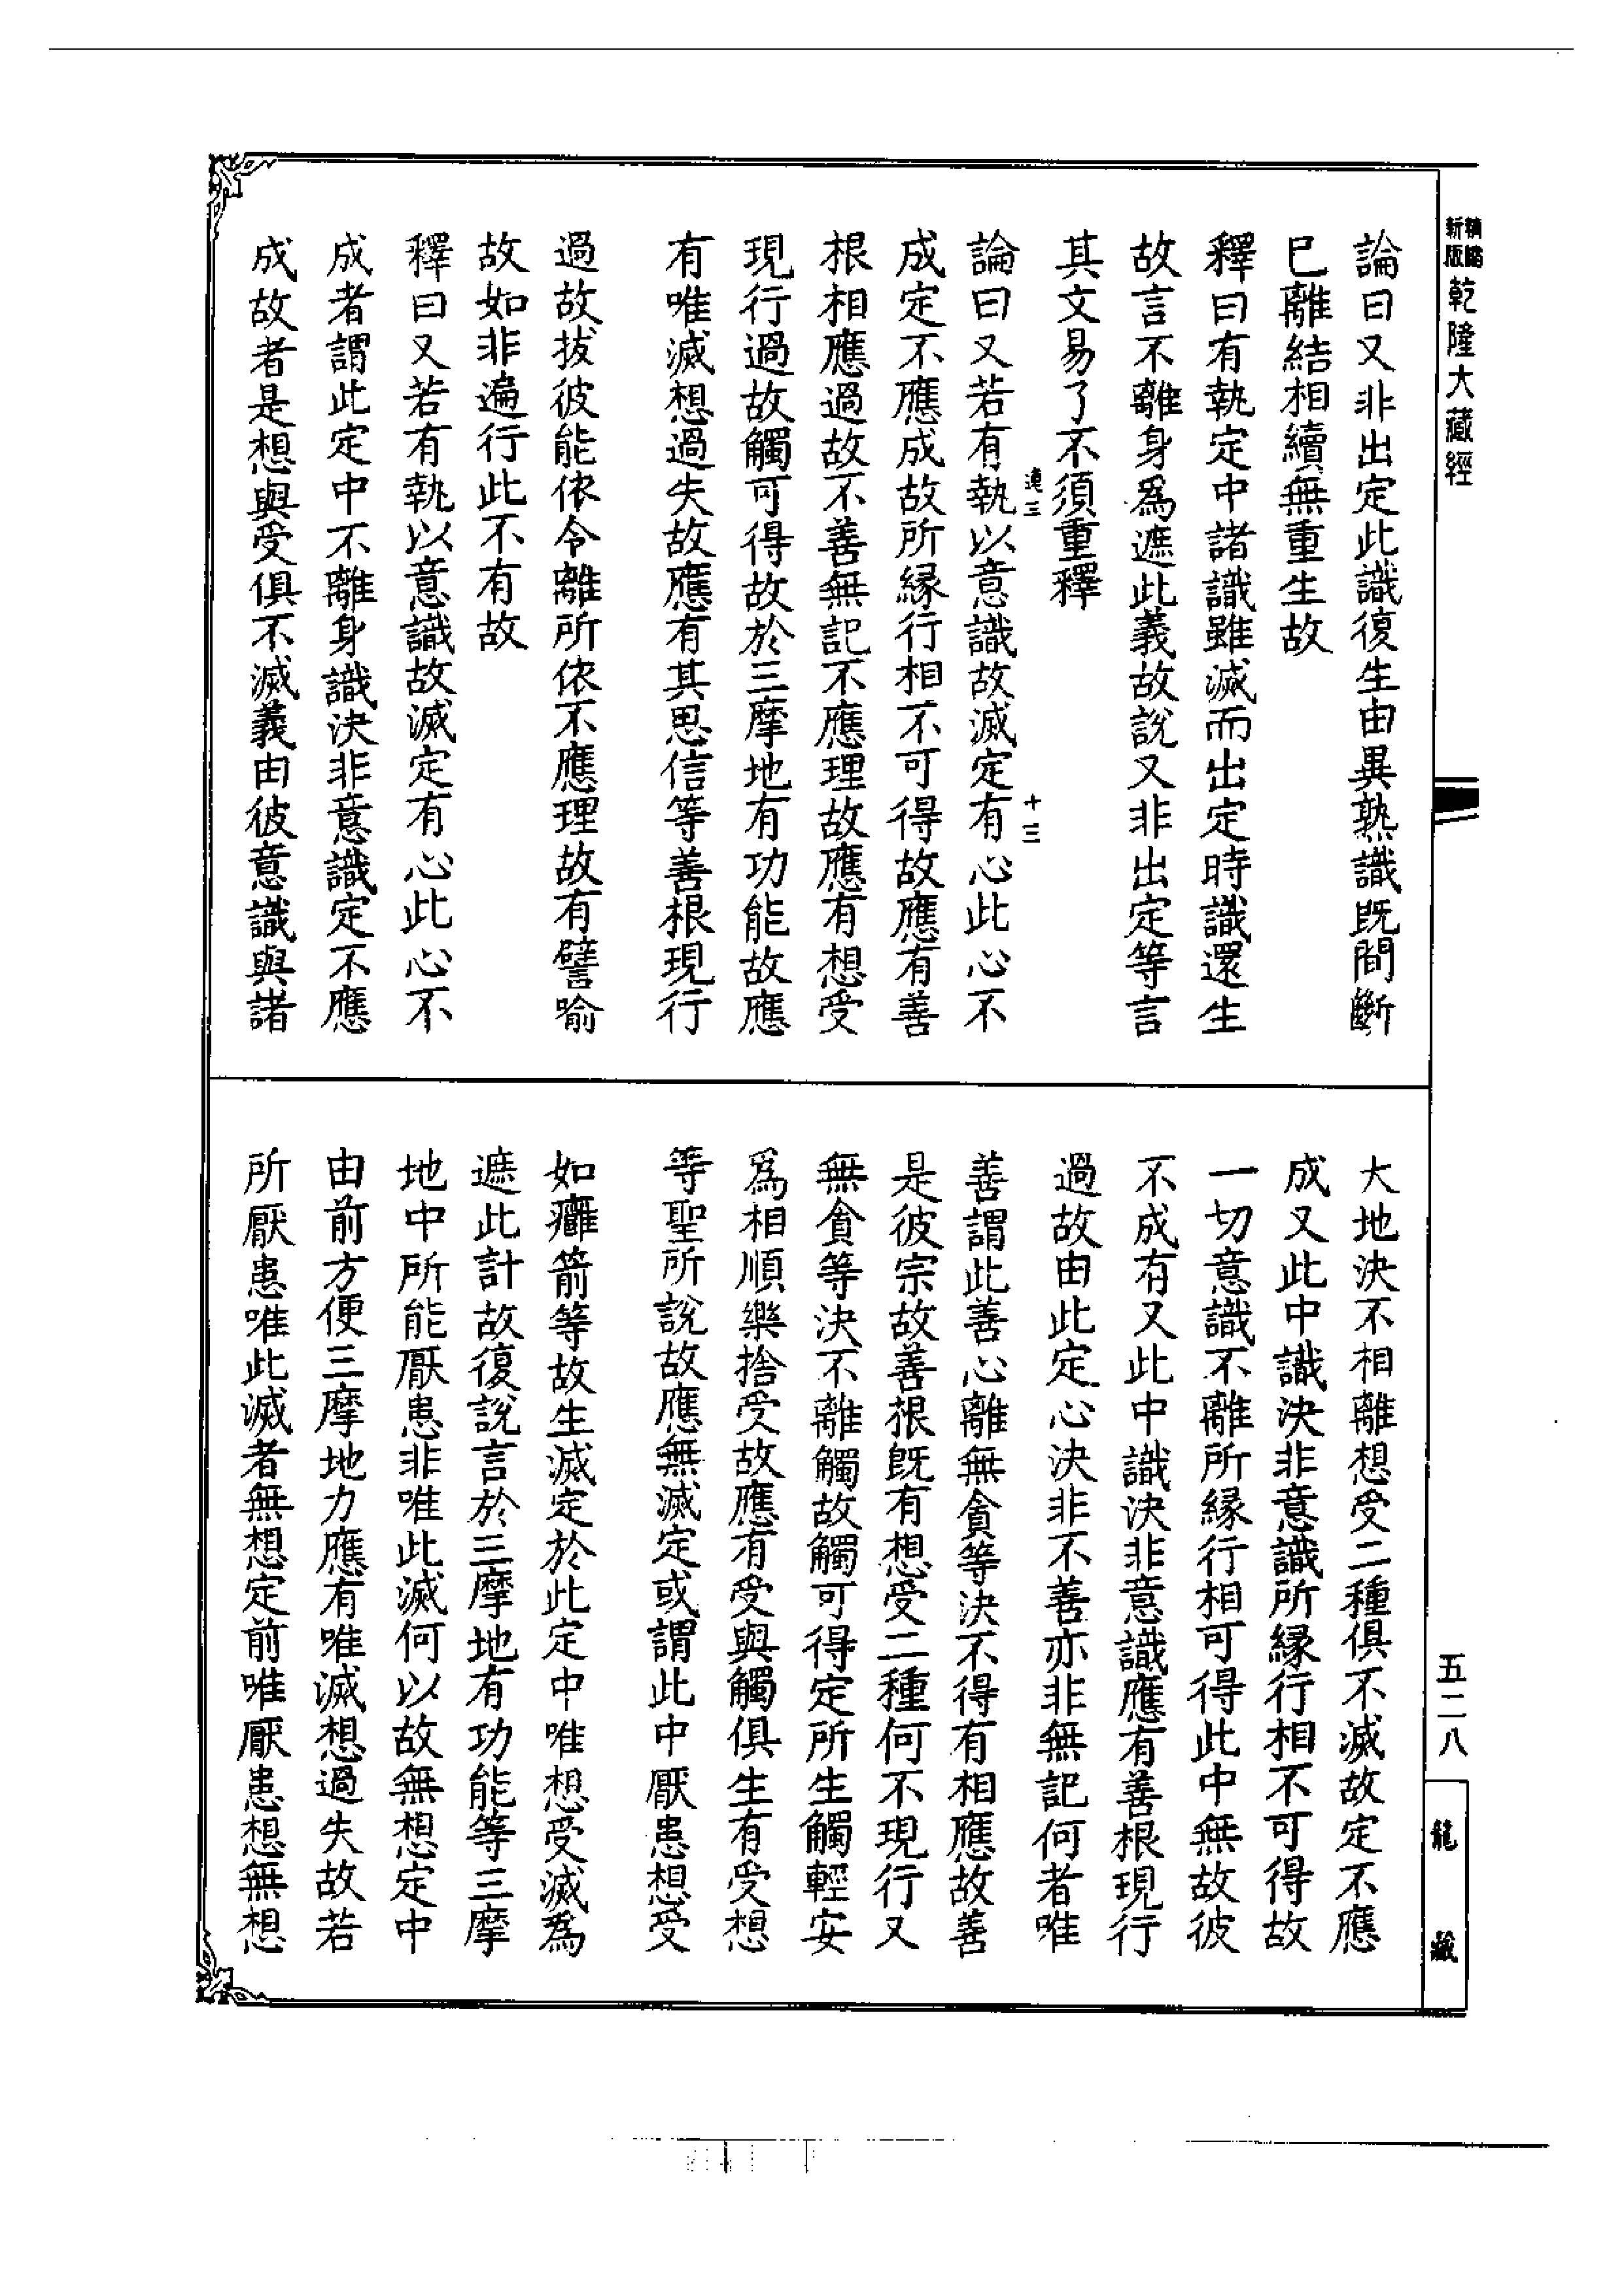 新版
精縮
乾隆大藏經
論曰又非出定此識復生由異熟識既間斷
已離結相續無重生故
釋曰有執定中諸識雖滅而出定時識還生
故言不離身爲遮此義故說又非出定等言
其文易了不須重釋
連三
十三
論曰又若有執以意識故滅定有心此心不
成定不應成故所緣行相不可得故應有善
根相應過故不善無記不應理故應有想受
現行過故觸可得故於三摩地有功能故應
有唯滅想過失故應有其思信等善根現行
過故拔彼能依令離所依不應理故有譬喻
故如非遍行此不有故
釋曰又若有執以意識故滅定有心此心不
成者謂此定中不離身識決非意識定不應
成故者是想與受俱不滅義由彼意識與諸
大地決不相離想受二種俱不滅故定不應
成又此中識決非意識所緣行相不可得故
一切意識不離所緣行相可得此中無故彼
不成有又此中識決非意識應有善根現行
過故由此定心決非不善亦非無記何者唯
善謂此善心離無貪等決不得有相應故善
是彼宗故善根既有想受二種何不現行又
無貪等決不離觸故觸可得定所生觸輕安
爲相順樂捨受故應有受與觸俱生有受想
等聖所說故應無滅定或謂此中厭患想受
如癰箭等故生滅定於此定中唯想受滅爲
遮此計故復說言於三摩地有功能等三摩
地中所能厭患非唯此滅何以故無想定中
由前方便三摩地力應有唯滅想過失故若
所厭患唯此滅者無想定前唯厭患想無想
五二八
龍藏